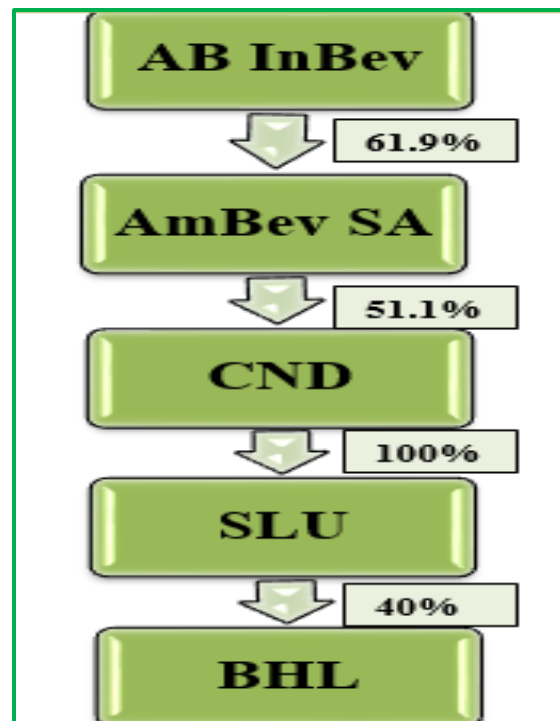 AB InBev
61.9%
AmBev SA
51.1%
CND
100%
SLU
40%
BHL